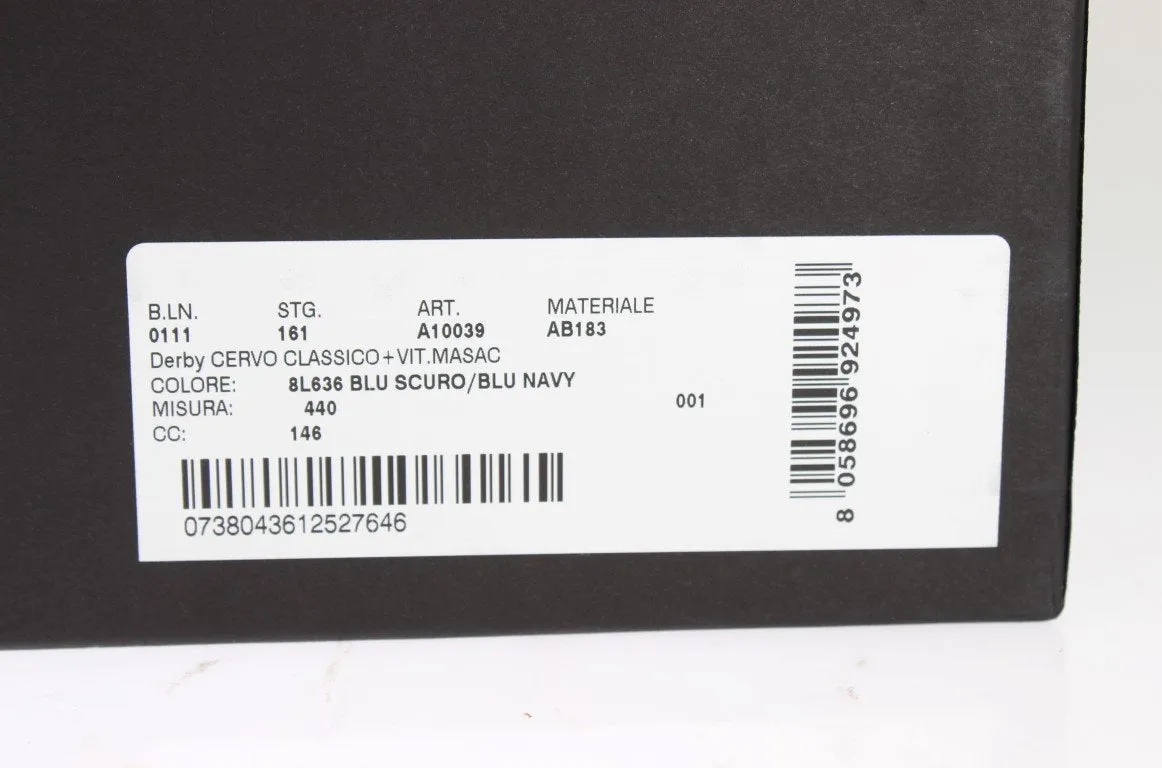 B.LN. STG. ART. MATERIALE
0111 161 A10039 AB183
Derby CERVO CLASSICO+VIT.MASAC
COLORE: 8L636 BLU SCURO/BLU NAVY
MISURA: 440 001
CC: 146
0738043612527646
8 058696 924973